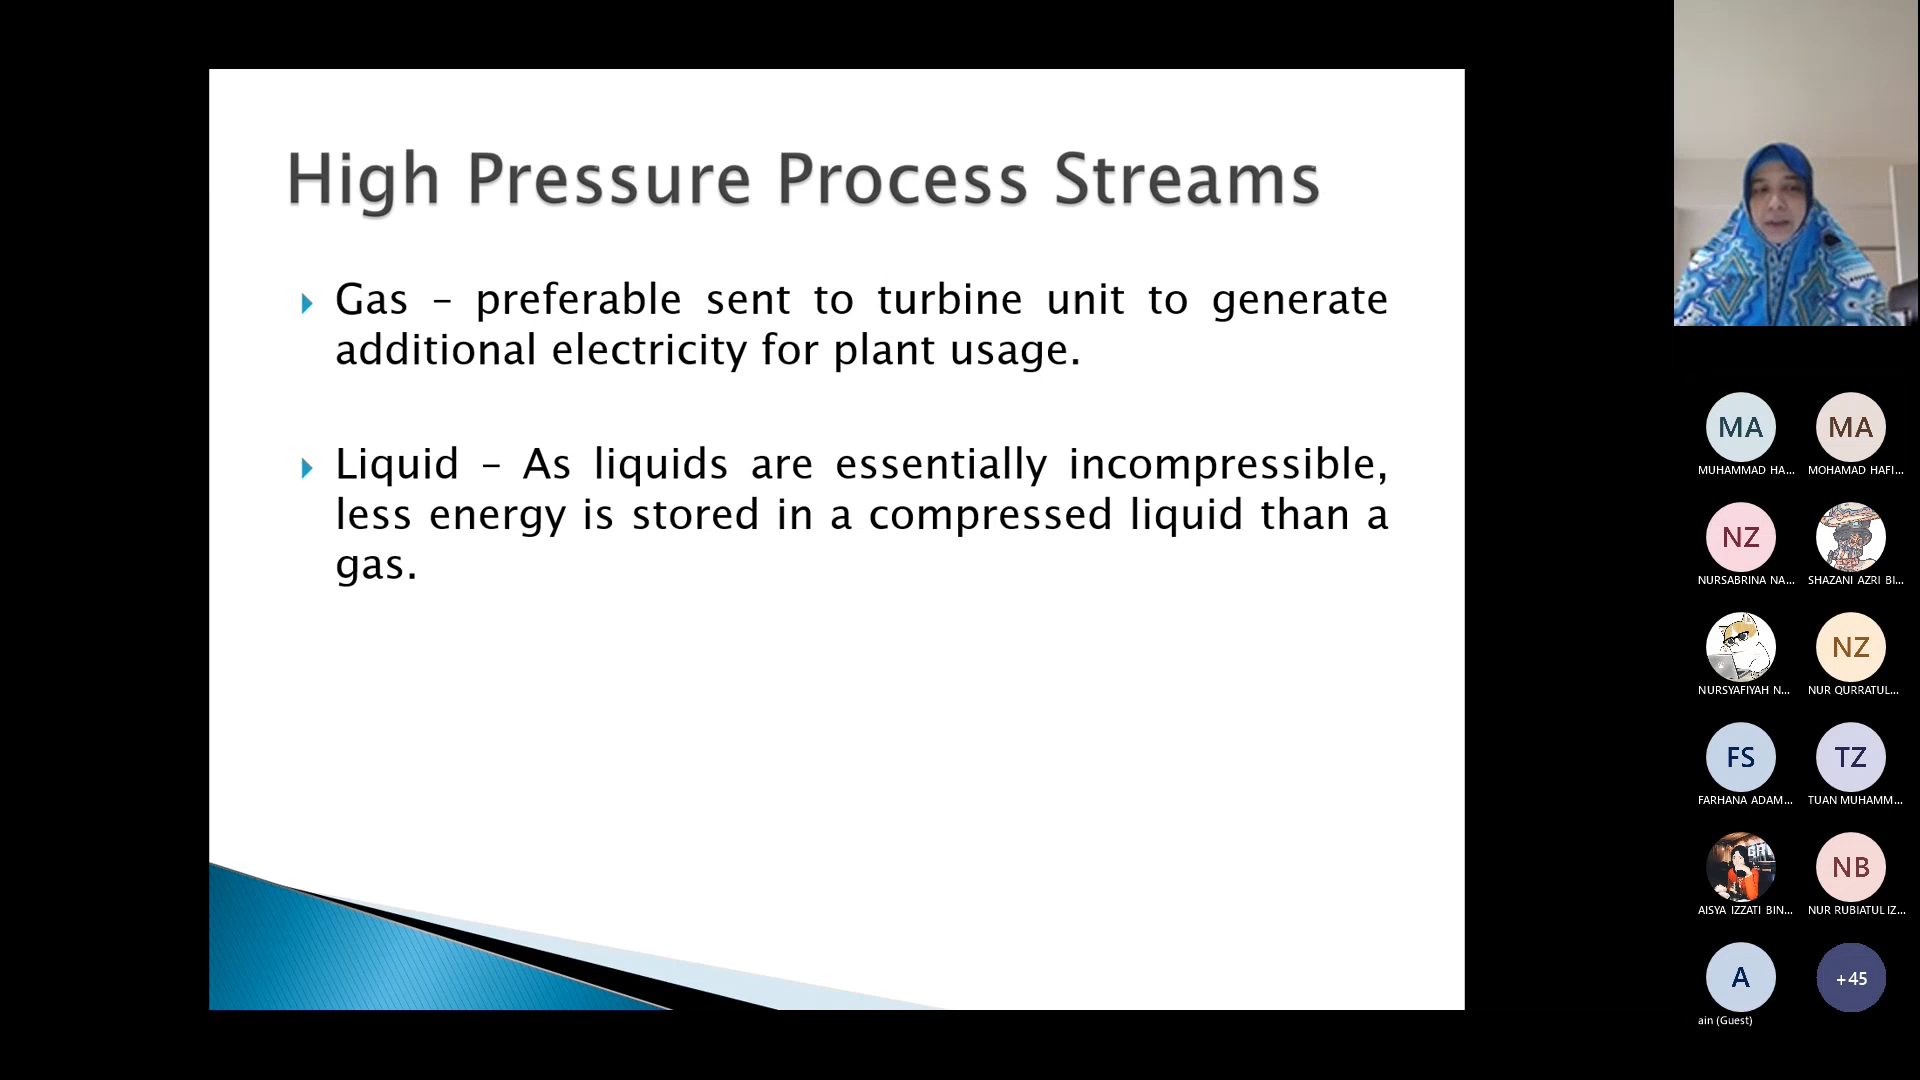 High Pressure Process Streams
Gas – preferable sent to turbine unit to generate
additional electricity for plant usage.
Liquid – As liquids are essentially incompressible,
less energy is stored in a compressed liquid than a
gas.
MA
MA
MUHAMMAD HA...
MOHAMAD HAFI...
NZ
NURSABRINA NA...
SHAZANI AZRI BI...
NZ
NURSYAFIYAH N...
NUR QURRATUL...
FS
TZ
FARHANA ADAM...
TUAN MUHAMM...
NB
AISYA IZZATI BIN...
NUR RUBIATUL IZ...
A
+45
ain (Guest)